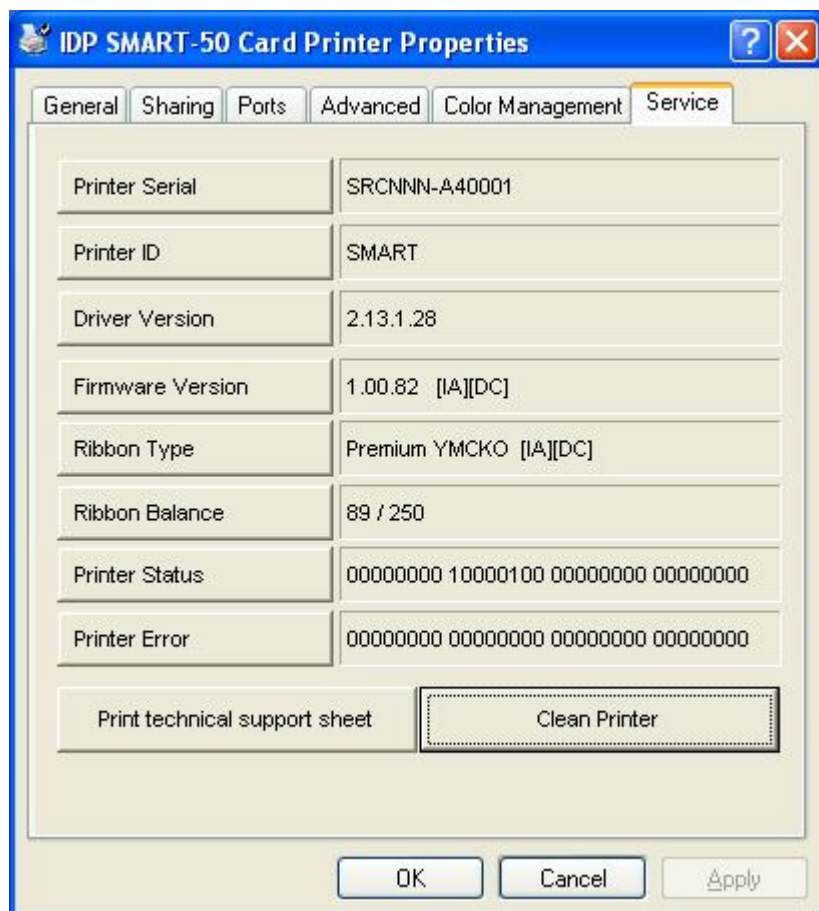 IDP SMART-50 Card Printer Properties
General Sharing Ports Advanced Color Management Service
Printer Serial SRCNNN-A40001
Printer ID SMART
Driver Version 2.13.1.28
Firmware Version 1.00.82 [IA][DC]
Ribbon Type Premium YMCKO [IA][DC]
Ribbon Balance 89 / 250
Printer Status 00000000 10000100 00000000 00000000
Printer Error 00000000 00000000 00000000 00000000
Print technical support sheet Clean Printer
OK Cancel Apply